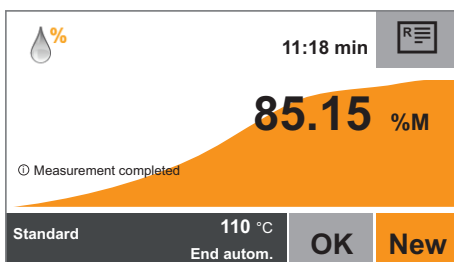 %
11:18 min
R
85.15 %M
ⓘ Measurement completed
Standard
110 °C
End autom.
OK
New